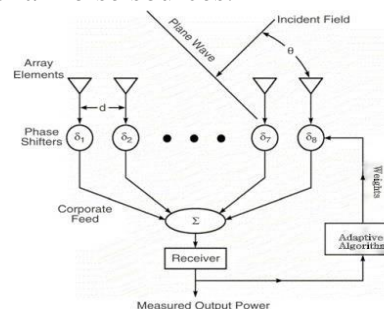 Plane Wave
Incident Field
θ
Array
Elements
d
Phase
Shifters
δ1 δ2 δ7 δ8
Weights
Corporate
Feed
Σ
Adaptive
Algorithm
Receiver
Measured Output Power